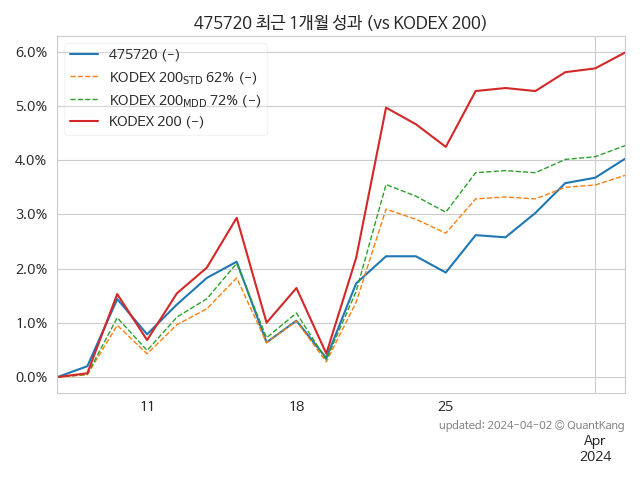 475720 최근 1개월 성과 (vs KODEX 200)
6.0%
5.0%
4.0%
3.0%
2.0%
1.0%
0.0%
475720 (-)
KODEX 200STD 62% (-)
KODEX 200MDD 72% (-)
KODEX 200 (-)
11
18
25
updated: 2024-04-02 © QuantKang
Apr
2024